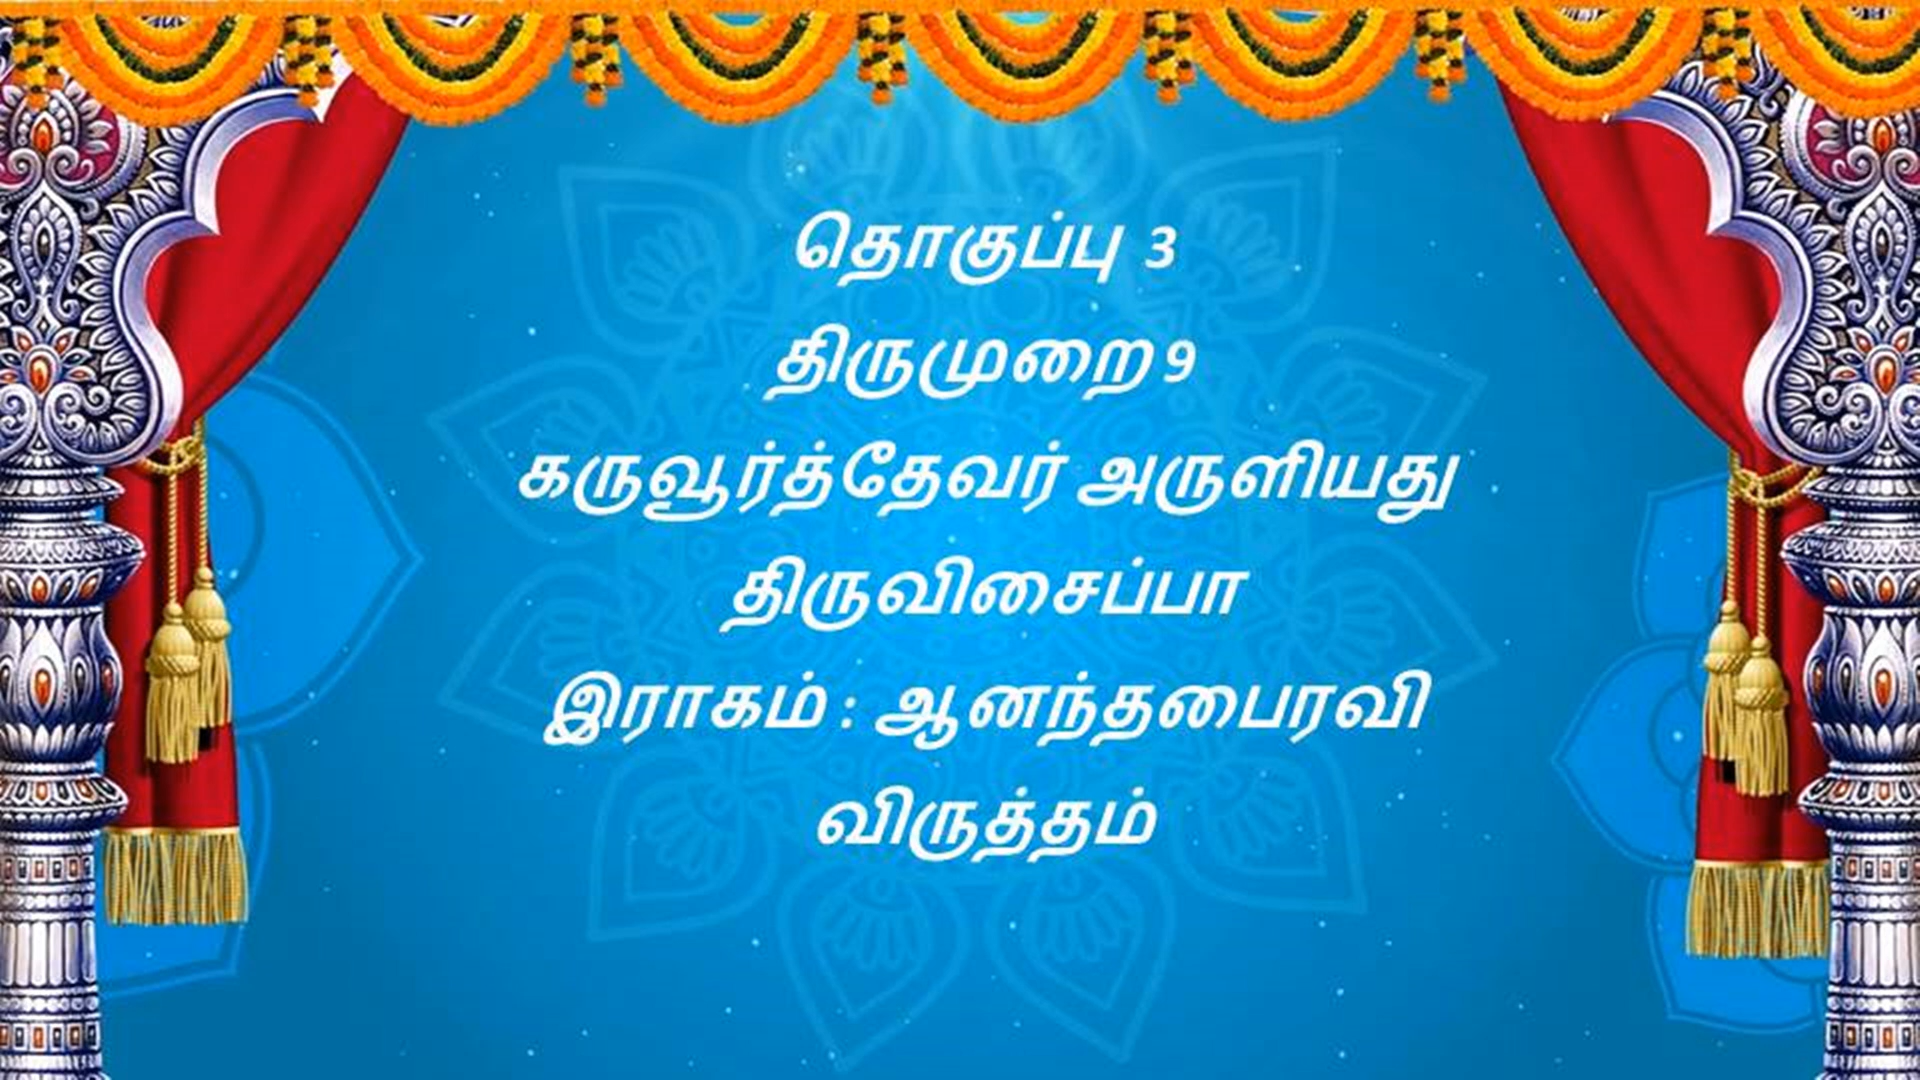 தொகுப்பு 3
திருமுறை 9
கருவூர்த்தேவர் அருளியது
திருவிசைப்பா
இராகம் : ஆனந்தபைரவி
விருத்தம்